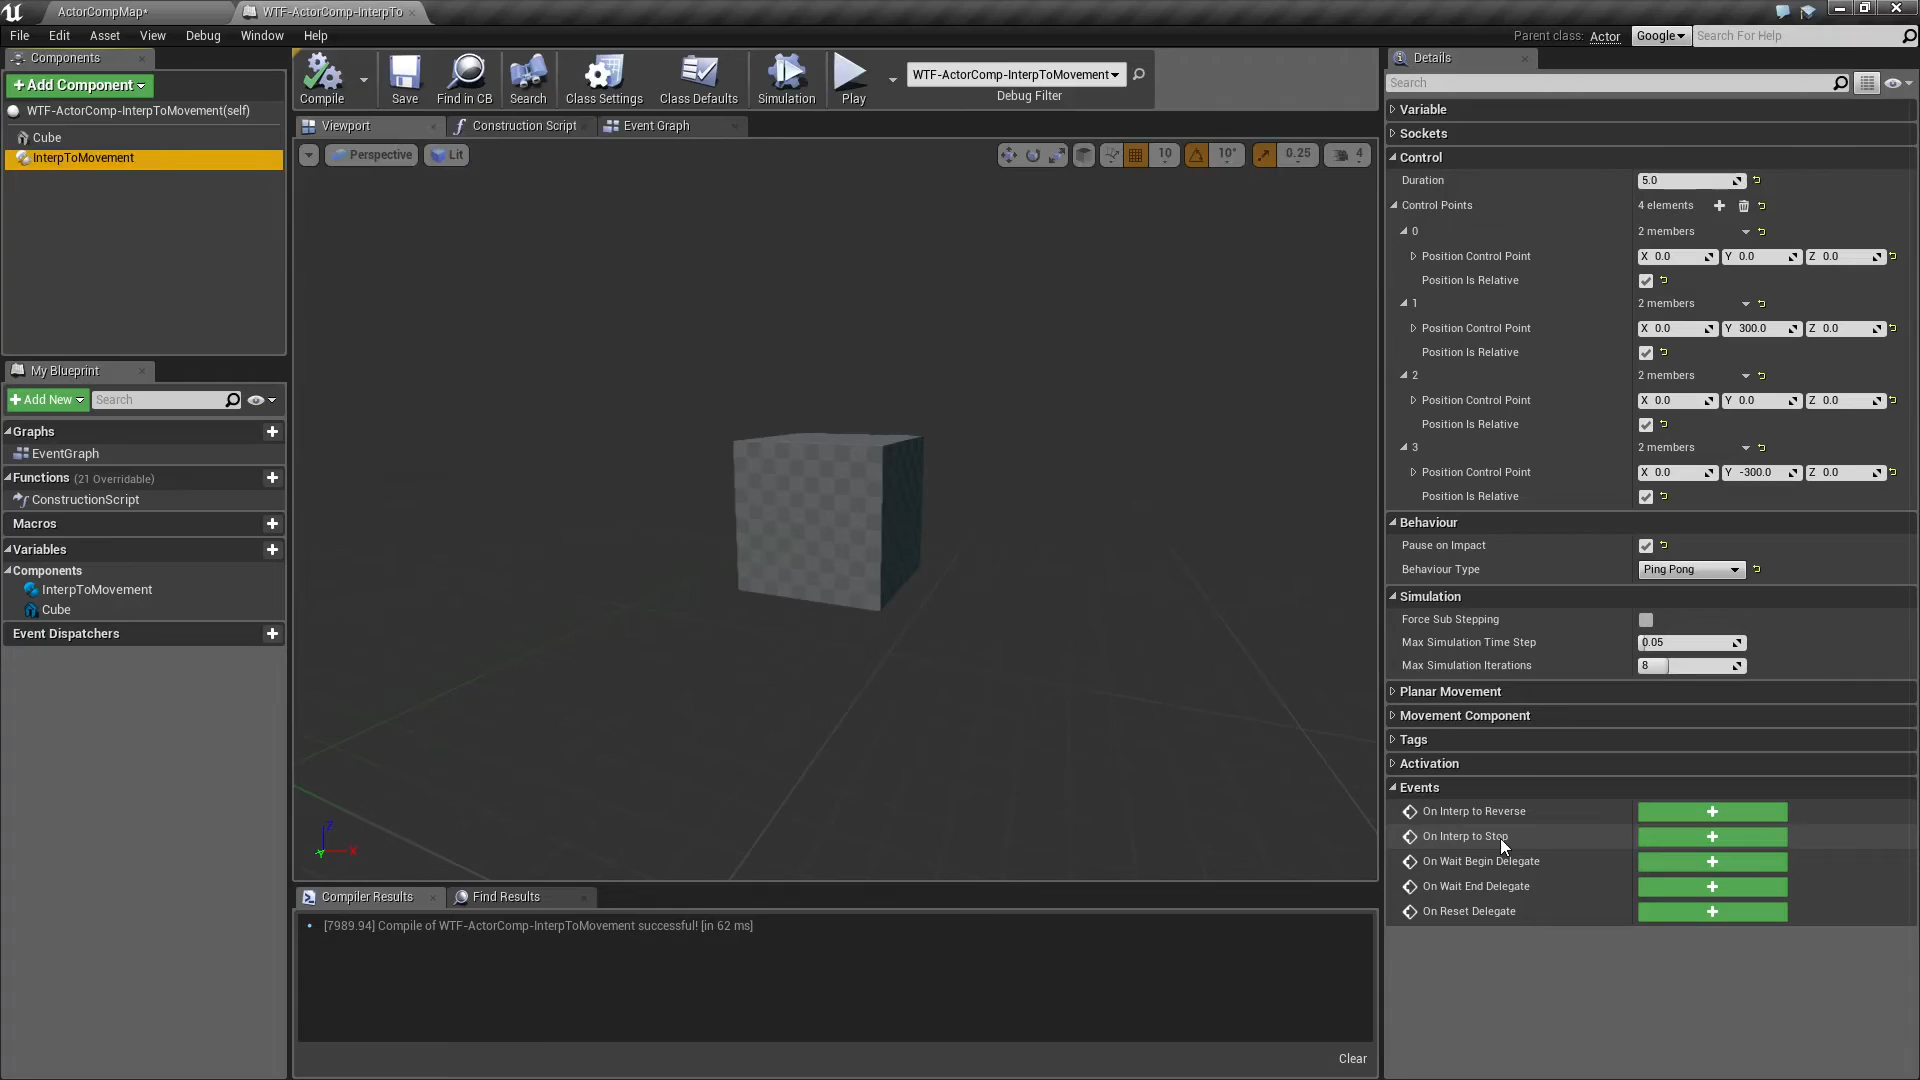 ActorCompMap*
WTF-ActorComp-InterpTo
File Edit Asset View Debug Window Help
Parent class: Actor Google Search For Help
Components
Add Component
WTF-ActorComp-InterpToMovement(self)
Cube
InterpToMovement
My Blueprint
Add New Search
Graphs
EventGraph
Functions (21 Overridable)
ConstructionScript
Macros
Variables
Components
InterpToMovement
Cube
Event Dispatchers
Compile Save Find in CB Search Class Settings Class Defaults Simulation Play
WTF-ActorComp-InterpToMovement
Debug Filter
Viewport Construction Script Event Graph
Perspective Lit 10 10° 0.25 4
Z
X
Y
Compiler Results Find Results
[7989.94] Compile of WTF-ActorComp-InterpToMovement successful! [in 62 ms]
Clear
Details
Search
Variable
Sockets
Control
Duration 5.0
Control Points 4 elements
0 2 members
Position Control Point X 0.0 Y 0.0 Z 0.0
Position Is Relative
1 2 members
Position Control Point X 0.0 Y 300.0 Z 0.0
Position Is Relative
2 2 members
Position Control Point X 0.0 Y 0.0 Z 0.0
Position Is Relative
3 2 members
Position Control Point X 0.0 Y -300.0 Z 0.0
Position Is Relative
Behaviour
Pause on Impact
Behaviour Type Ping Pong
Simulation
Force Sub Stepping
Max Simulation Time Step 0.05
Max Simulation Iterations 8
Planar Movement
Movement Component
Tags
Activation
Events
On Interp to Reverse
On Interp to Stop
On Wait Begin Delegate
On Wait End Delegate
On Reset Delegate